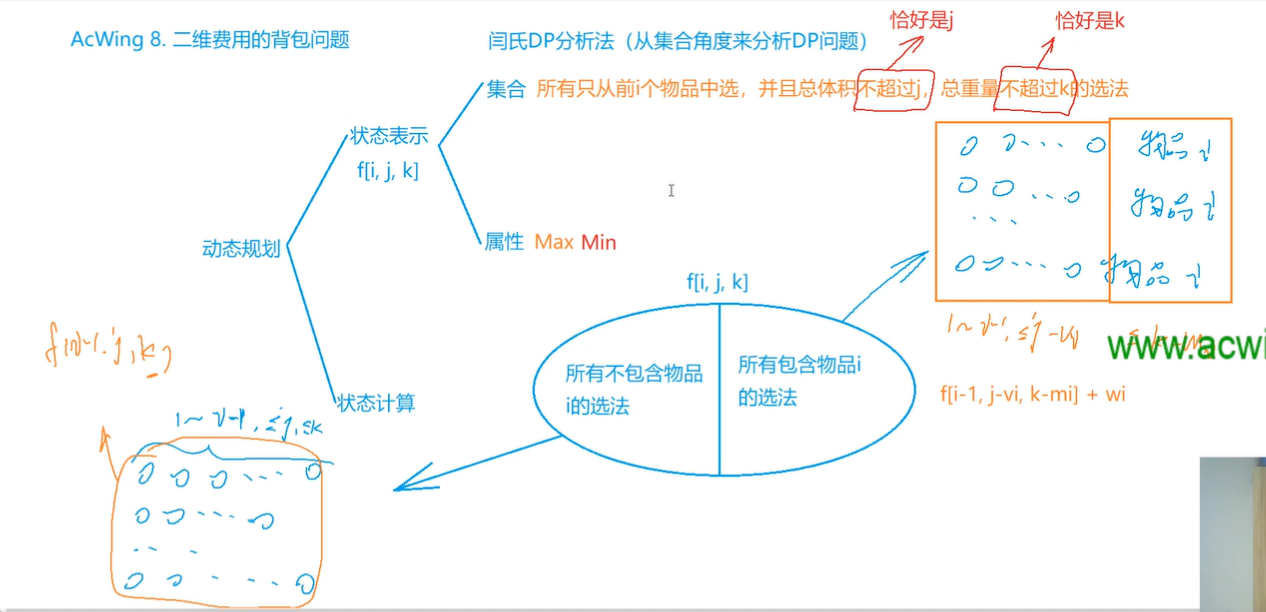 AcWing 8. 二维费用的背包问题
闫氏DP分析法（从集合角度来分析DP问题）
恰好是j
恰好是k
集合 所有只从前i个物品中选，并且总体积不超过j，总重量不超过k的选法
状态表示
f[i, j, k]
属性 Max Min
动态规划
状态计算
f[i, j, k]
所有不包含物品
i的选法
所有包含物品i
的选法
物品 i
物品 i
物品 i
1~i-1, ≤j-vi
f[i-1, j-vi, k-mi] + wi
www.acwi
f(i-1, j, k)
1~i-1, ≤j, ≤k